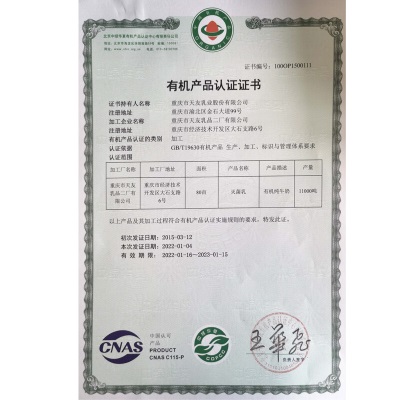 证书编号：100OP1500111
有机产品认证证书
证书持有人名称 重庆市天友乳业股份有限公司
注册地址 重庆市渝北区金石大道99号
加工企业名称 重庆市天友乳品二厂有限公司
注册地址 重庆市经济技术开发区大石支路6号
有机产品认证的类别 加工
认证依据 GB/T19630有机产品 生产、加工、标识与管理体系要求
认证范围
加工厂名称 加工厂地址 面积 产品名称 产品描述 产量
重庆市天友乳品二厂有限公司 重庆市经济技术开发区大石支路6号 灭菌乳 有机纯牛奶 11000吨
以上产品及其加工过程符合有机产品认证实施规则的要求，特发此证。
初次发证日期：2015-03-12
本次发证日期：2022-01-04
有 效 期 限：2022-01-16~2023-01-15
CNAS
中国认可
产品
PRODUCT
CNAS C115-P
COFCC
王华飞
负责人签字